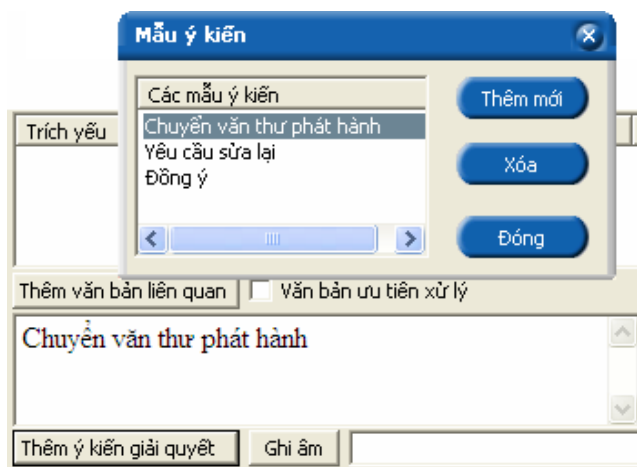 Mẫu ý kiến
Các mẫu ý kiến
Chuyển văn thư phát hành
Yêu cầu sửa lại
Đồng ý
Thêm mới
Xóa
Đóng
Trích yếu
Thêm văn bản liên quan
Văn bản ưu tiên xử lý
Chuyển văn thư phát hành
Thêm ý kiến giải quyết
Ghi âm